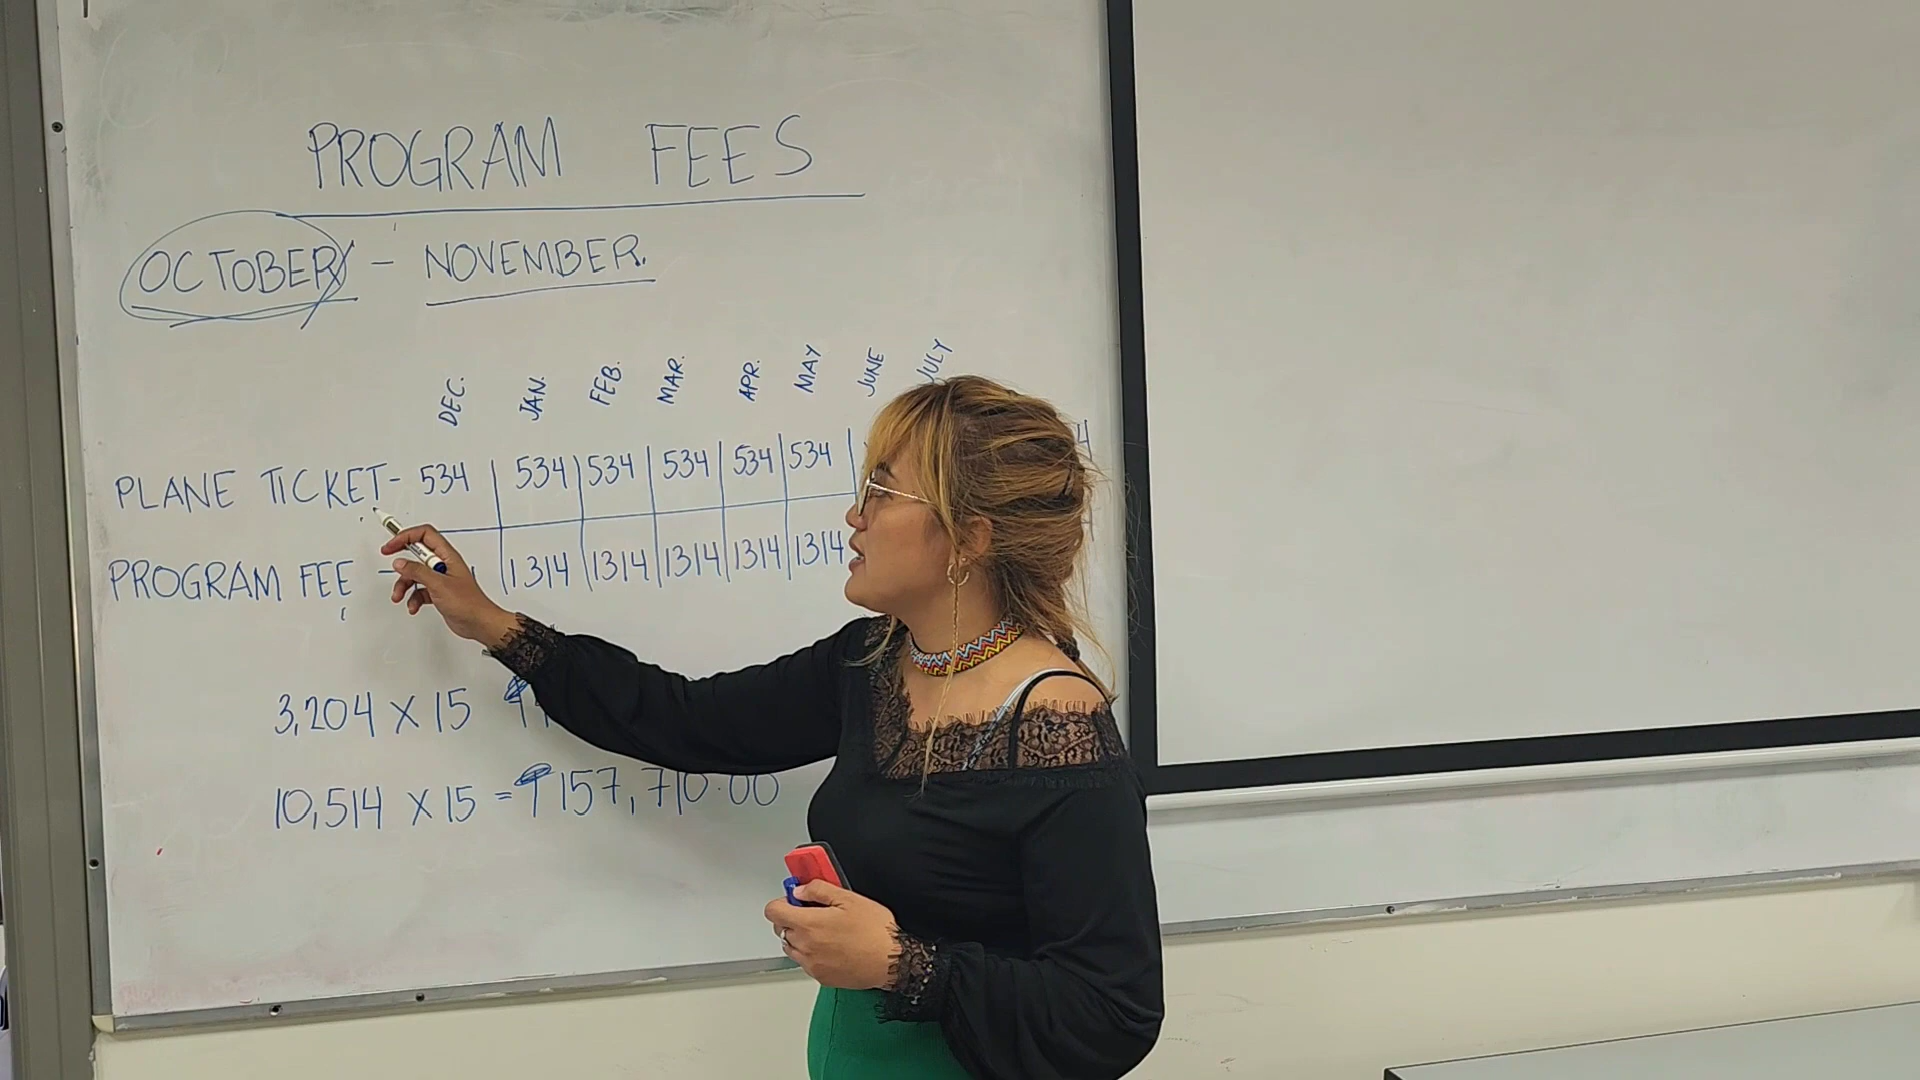 PROGRAM FEES
OCTOBER - NOVEMBER.
DEC. JAN. FEB. MAR. APR. MAY JUNE JULY
PLANE TICKET - 534 | 534 | 534 | 534 | 534 | 534 |
PROGRAM FEE - | 1314 | 1314 | 1314 | 1314 | 1314
3,204 X 15
10,514 X 15 = ₱157,710.00